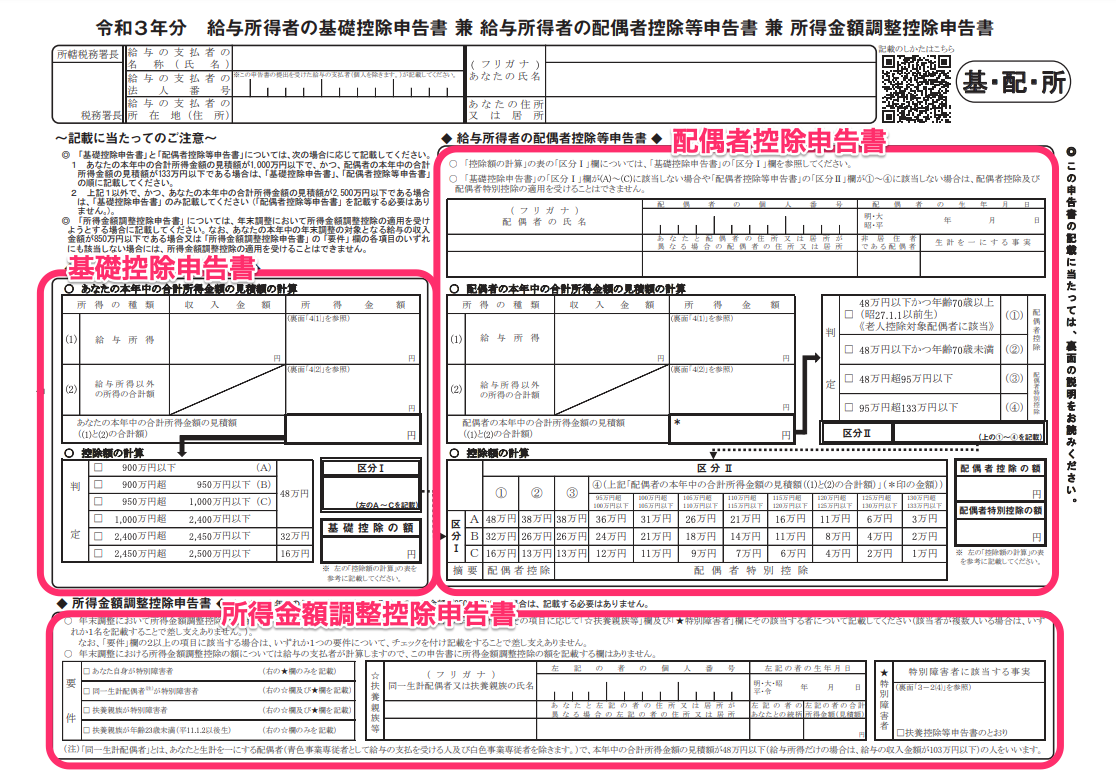 令和3年分 給与所得者の基礎控除申告書 兼 給与所得者の配偶者控除等申告書 兼 所得金額調整控除申告書
所轄税務署長
税務署長
給与の支払者の名称(氏名)
※この申告書の提出を受けた給与の支払者(個人を除きます。)が記載してください。
給与の支払者の法人番号
給与の支払者の所在地(住所)
(フリガナ)
あなたの氏名
あなたの住所又は居所
記載のしかたはこちら
基・配・所
~記載に当たってのご注意~
◎ 「基礎控除申告書」と「配偶者控除等申告書」については、次の場合に応じて記載してください。
1 あなたの本年中の合計所得金額の見積額が1,000万円以下で、かつ、配偶者の本年中の合計
所得金額の見積額が133万円以下である場合は、「基礎控除申告書」、「配偶者控除等申告書」
の順に記載してください。
2 上記1以外で、かつ、あなたの本年中の合計所得金額の見積額が2,500万円以下である場合
は、「基礎控除申告書」のみ記載してください(「配偶者控除等申告書」を記載する必要はあり
ません。)。
◎ 「所得金額調整控除申告書」については、年末調整において所得金額調整控除の適用を受け
ようとする場合に記載してください。なお、あなたの本年中の年末調整の対象となる給与の収入
金額が850万円以下である場合又は「所得金額調整控除申告書」の「要件」欄の各項目のいずれ
にも該当しない場合には、所得金額調整控除の適用を受けることはできません。
基礎控除申告書
○ あなたの本年中の合計所得金額の見積額の計算
所得の種類 収入金額 所得金額
(1) 給与所得 円 (裏面「4(1)」を参照) 円
(2) 給与所得以外の所得の合計額 (裏面「4(2)」を参照) 円
あなたの本年中の合計所得金額の見積額
((1)と(2)の合計額) 円
○ 控除額の計算
判定
□ 900万円以下 (A)
□ 900万円超 950万円以下 (B)
□ 950万円超 1,000万円以下 (C)
□ 1,000万円超 2,400万円以下
48万円
□ 2,400万円超 2,450万円以下 32万円
□ 2,450万円超 2,500万円以下 16万円
区分Ⅰ
(左のA~Cを記載)
基礎控除の額
円
※ 左の「控除額の計算」の表を
参考に記載してください。
◆ 給与所得者の配偶者控除等申告書 ◆
配偶者控除申告書
○ 「控除額の計算」の表の「区分Ⅰ」欄については、「基礎控除申告書」の「区分Ⅰ」欄を参照してください。
○ 「基礎控除申告書」の「区分Ⅰ」欄が(A)~(C)に該当しない場合や「配偶者控除等申告書」の「区分Ⅱ」欄が①~④に該当しない場合は、配偶者控除及び
配偶者特別控除の適用を受けることはできません。
(フリガナ)
配偶者の氏名
配偶者の個人番号
配偶者の生年月日
明・大
昭・平
年 月 日
あなたと配偶者の住所又は居所が
異なる場合の配偶者の住所又は居所
非居住者
である配偶者
生計を一にする事実
○ 配偶者の本年中の合計所得金額の見積額の計算
所得の種類 収入金額 所得金額
(1) 給与所得 円 (裏面「4(1)」を参照) 円
(2) 給与所得以外の所得の合計額 (裏面「4(2)」を参照) 円
配偶者の本年中の合計所得金額の見積額
((1)と(2)の合計額) * 円
判定
□ 48万円以下かつ年齢70歳以上
(昭27.1.1以前生)
《老人控除対象配偶者に該当》 (①)
□ 48万円以下かつ年齢70歳未満 (②)
□ 48万円超95万円以下 (③)
□ 95万円超133万円以下 (④)
配偶者控除
配偶者特別控除
区分Ⅱ
(上の①~④を記載)
○ 控除額の計算
区分Ⅱ
① ② ③ ④(上記「配偶者の本年中の合計所得金額の見積額((1)と(2)の合計額)」(*印の金額))
95万円超100万円以下 100万円超105万円以下 105万円超110万円以下 110万円超115万円以下 115万円超120万円以下 120万円超125万円以下 125万円超130万円以下 130万円超133万円以下
区分Ⅰ
A 48万円 38万円 38万円 36万円 31万円 26万円 21万円 16万円 11万円 6万円 3万円
B 32万円 26万円 26万円 24万円 21万円 18万円 14万円 11万円 8万円 4万円 2万円
C 16万円 13万円 13万円 12万円 11万円 9万円 7万円 6万円 4万円 2万円 1万円
摘要 配偶者控除 配偶者特別控除
配偶者控除の額
円
配偶者特別控除の額
円
※ 左の「控除額の計算」の表
を参考に記載してください。
◎この申告書の記載に当たっては、裏面の説明をお読みください。
◆ 所得金額調整控除申告書
場合は、記載する必要はありません。
所得金額調整控除申告書
○ 年末調整において所得金額調整控除
の項目に応じて「☆扶養親族等」欄及び「★特別障害者」欄にその該当する者について記載してください(該当者が複数人いる場合は、いず
れか1名を記載することで差し支えありません。)。
なお、「要件」欄の2以上の項目に該当する場合は、いずれか1つの要件について、チェックを付け記載をすることで差し支えありません。
○ 年末調整における所得金額調整控除の額については給与の支払者が計算しますので、この申告書に所得金額調整控除の額を記載する欄はありません。
要件
□ あなた自身が特別障害者 (右の★欄のみを記載)
□ 同一生計配偶者(注)が特別障害者 (右の☆欄及び★欄を記載)
□ 扶養親族が特別障害者 (右の☆欄及び★欄を記載)
□ 扶養親族が年齢23歳未満(平11.1.2以後生) (右の☆欄のみを記載)
☆扶養親族等
(フリガナ)
同一生計配偶者又は扶養親族の氏名
左記の者の個人番号
左記の者の生年月日
明・大・昭
平・令
年 月 日
あなたと左記の者の住所又は居所が
異なる場合の左記の者の住所又は居所
左記の者の
あなたとの続柄
左記の者の合計
所得金額(見積額)
円
★特別障害者
特別障害者に該当する事実
(裏面「3-2(4)」を参照)
□扶養控除等申告書のとおり
(注)「同一生計配偶者」とは、あなたと生計を一にする配偶者(青色事業専従者として給与の支払を受ける人及び白色事業専従者を除きます。)で、本年中の合計所得金額の見積額が48万円以下(給与所得だけの場合は、給与の収入金額が103万円以下)の人をいいます。